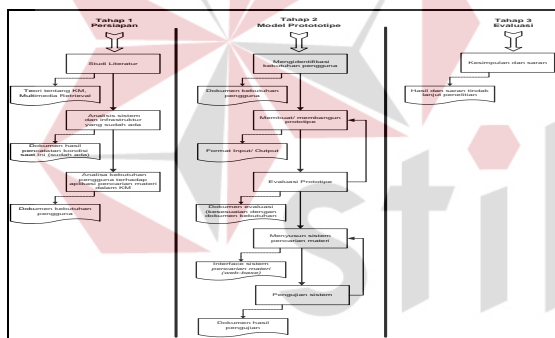 Tahap 1
Persiapan
Studi Literatur
Teori tentang KM,
Multimedia Retrieval
Analisis sistem
dan infrastruktur
yang sudah ada
Dokumen hasil
pencatatan kondisi
saat ini (sudah ada)
Analisa kebutuhan
pengguna terhadap
aplikasi pencarian materi
dalam KM
Dokumen kebutuhan
pengguna
Tahap 2
Model Protototipe
Mengidentifikasi
kebutuhan pengguna
Dokumen kebutuhan
pengguna
Membuat/ membangun
prototipe
Format Input/ Output
Evaluasi Prototipe
Dokumen evaluasi
(kesesuaian dengan
dokumen kebutuhan
Menyusun sistem
pencarian materi
Interface sistem
pencarian materi
(web-base)
Pengujian sistem
Dokumen hasil
pengujian
Tahap 3
Evaluasi
Kesimpulan dan saran
Hasil dan saran tindak
lanjut penelitian
sti